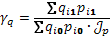 γq = Σ qi1 pi1 / Σ qi0 pi0 · 𝒥p